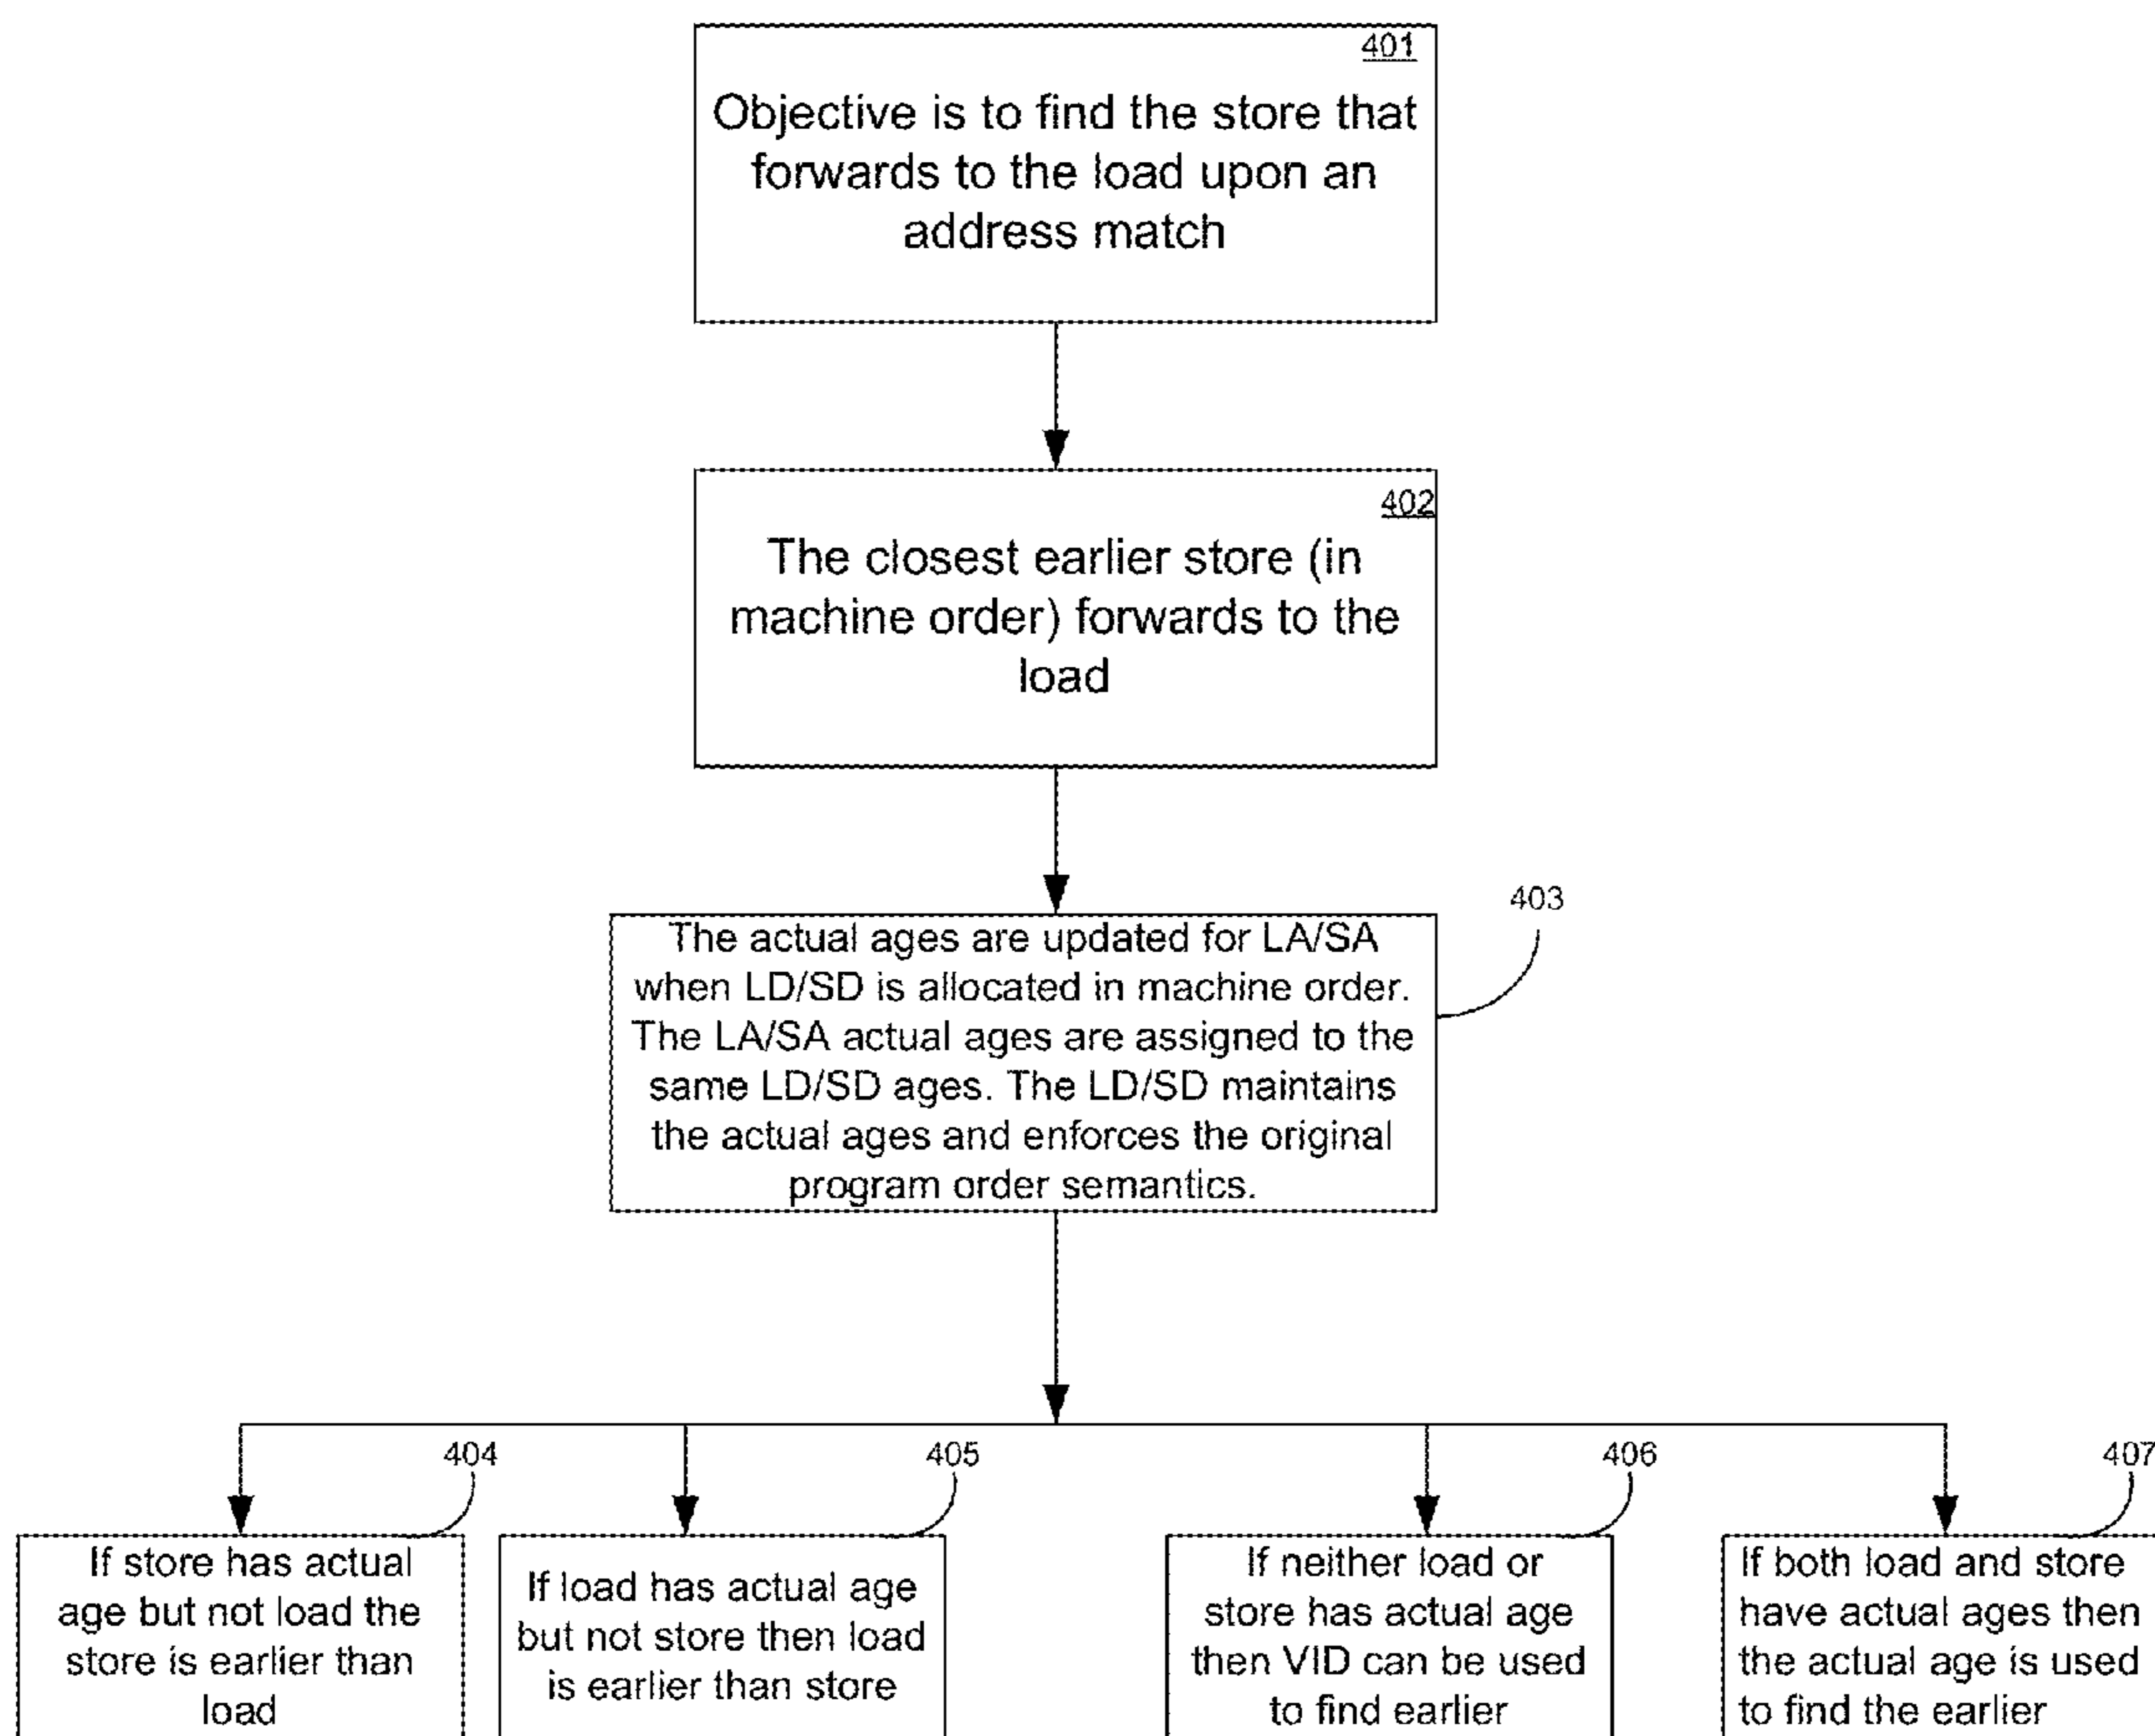 401
Objective is to find the store that
forwards to the load upon an
address match
402
The closest earlier store (in
machine order) forwards to the
load
403
The actual ages are updated for LA/SA
when LD/SD is allocated in machine order.
The LA/SA actual ages are assigned to the
same LD/SD ages. The LD/SD maintains
the actual ages and enforces the original
program order semantics.
404
If store has actual
age but not load the
store is earlier than
load
405
If load has actual age
but not store then load
is earlier than store
406
If neither load or
store has actual age
then VID can be used
to find earlier
407
If both load and store
have actual ages then
the actual age is used
to find the earlier